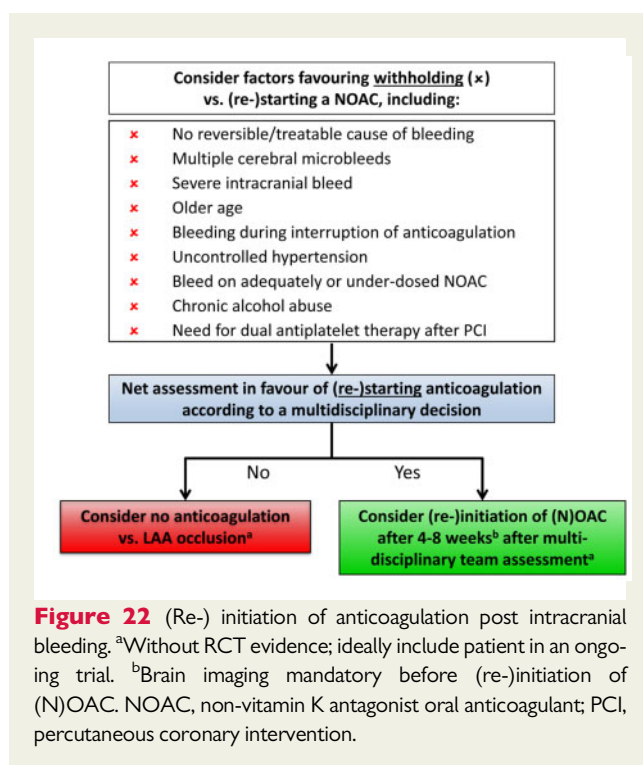 Consider factors favouring withholding (×)
vs. (re-)starting a NOAC, including:
× No reversible/treatable cause of bleeding
× Multiple cerebral microbleeds
× Severe intracranial bleed
× Older age
× Bleeding during interruption of anticoagulation
× Uncontrolled hypertension
× Bleed on adequately or under-dosed NOAC
× Chronic alcohol abuse
× Need for dual antiplatelet therapy after PCI
Net assessment in favour of (re-)starting anticoagulation
according to a multidisciplinary decision
No
Yes
Consider no anticoagulation
vs. LAA occlusionᵃ
Consider (re-)initiation of (N)OAC
after 4-8 weeksᵇ after multi-
disciplinary team assessmentᵃ
Figure 22 (Re-) initiation of anticoagulation post intracranial
bleeding. ᵃWithout RCT evidence; ideally include patient in an ongo-
ing trial. ᵇBrain imaging mandatory before (re-)initiation of
(N)OAC. NOAC, non-vitamin K antagonist oral anticoagulant; PCI,
percutaneous coronary intervention.